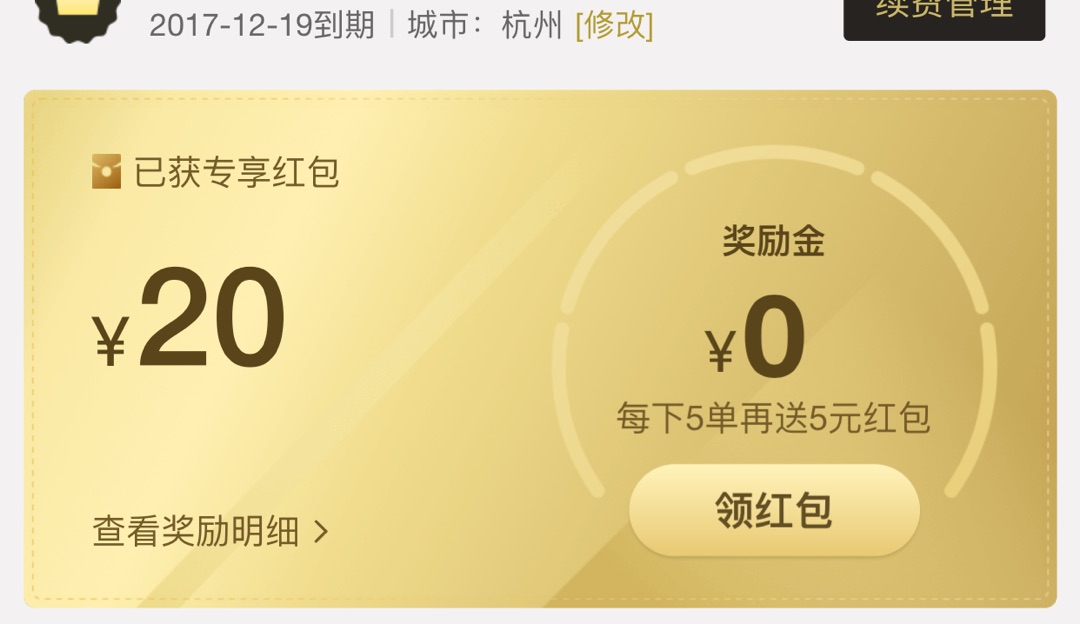 续费管理
2017-12-19到期 | 城市：杭州 [修改]
已获专享红包
¥20
查看奖励明细 >
奖励金
¥0
每下5单再送5元红包
领红包